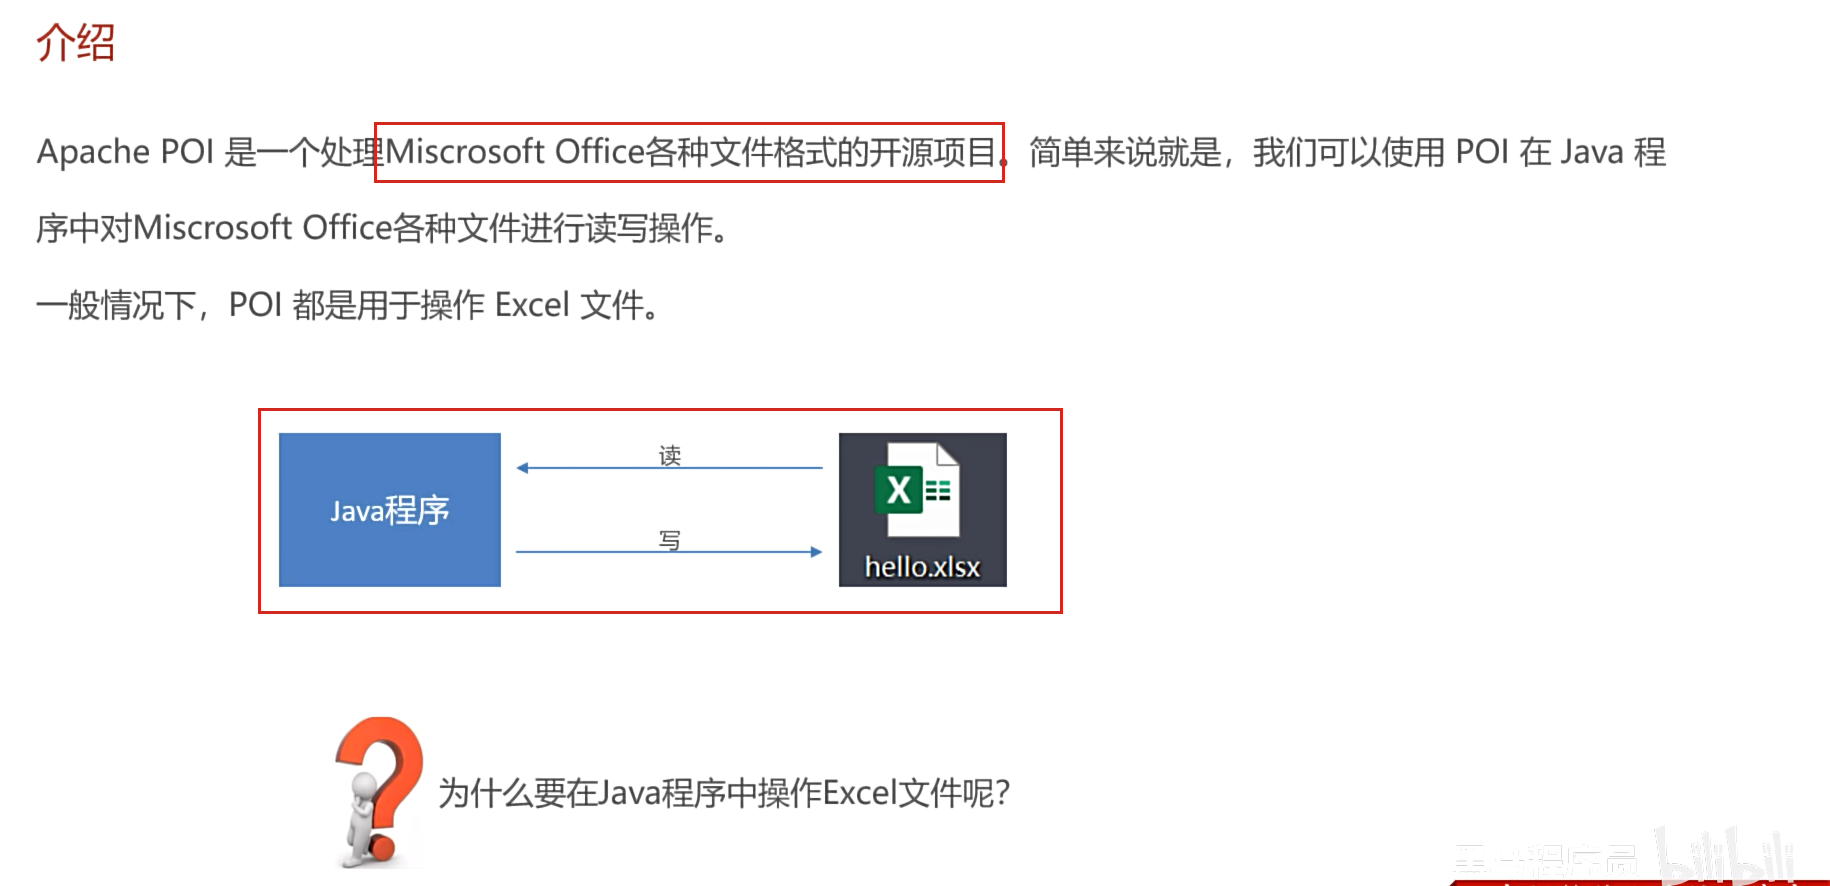 介绍
Apache POI 是一个处理Miscrosoft Office各种文件格式的开源项目。简单来说就是，我们可以使用 POI 在 Java 程
序中对Miscrosoft Office各种文件进行读写操作。
一般情况下，POI 都是用于操作 Excel 文件。
读
Java程序
X
写
hello.xlsx
为什么要在Java程序中操作Excel文件呢？
程序员 bilibili